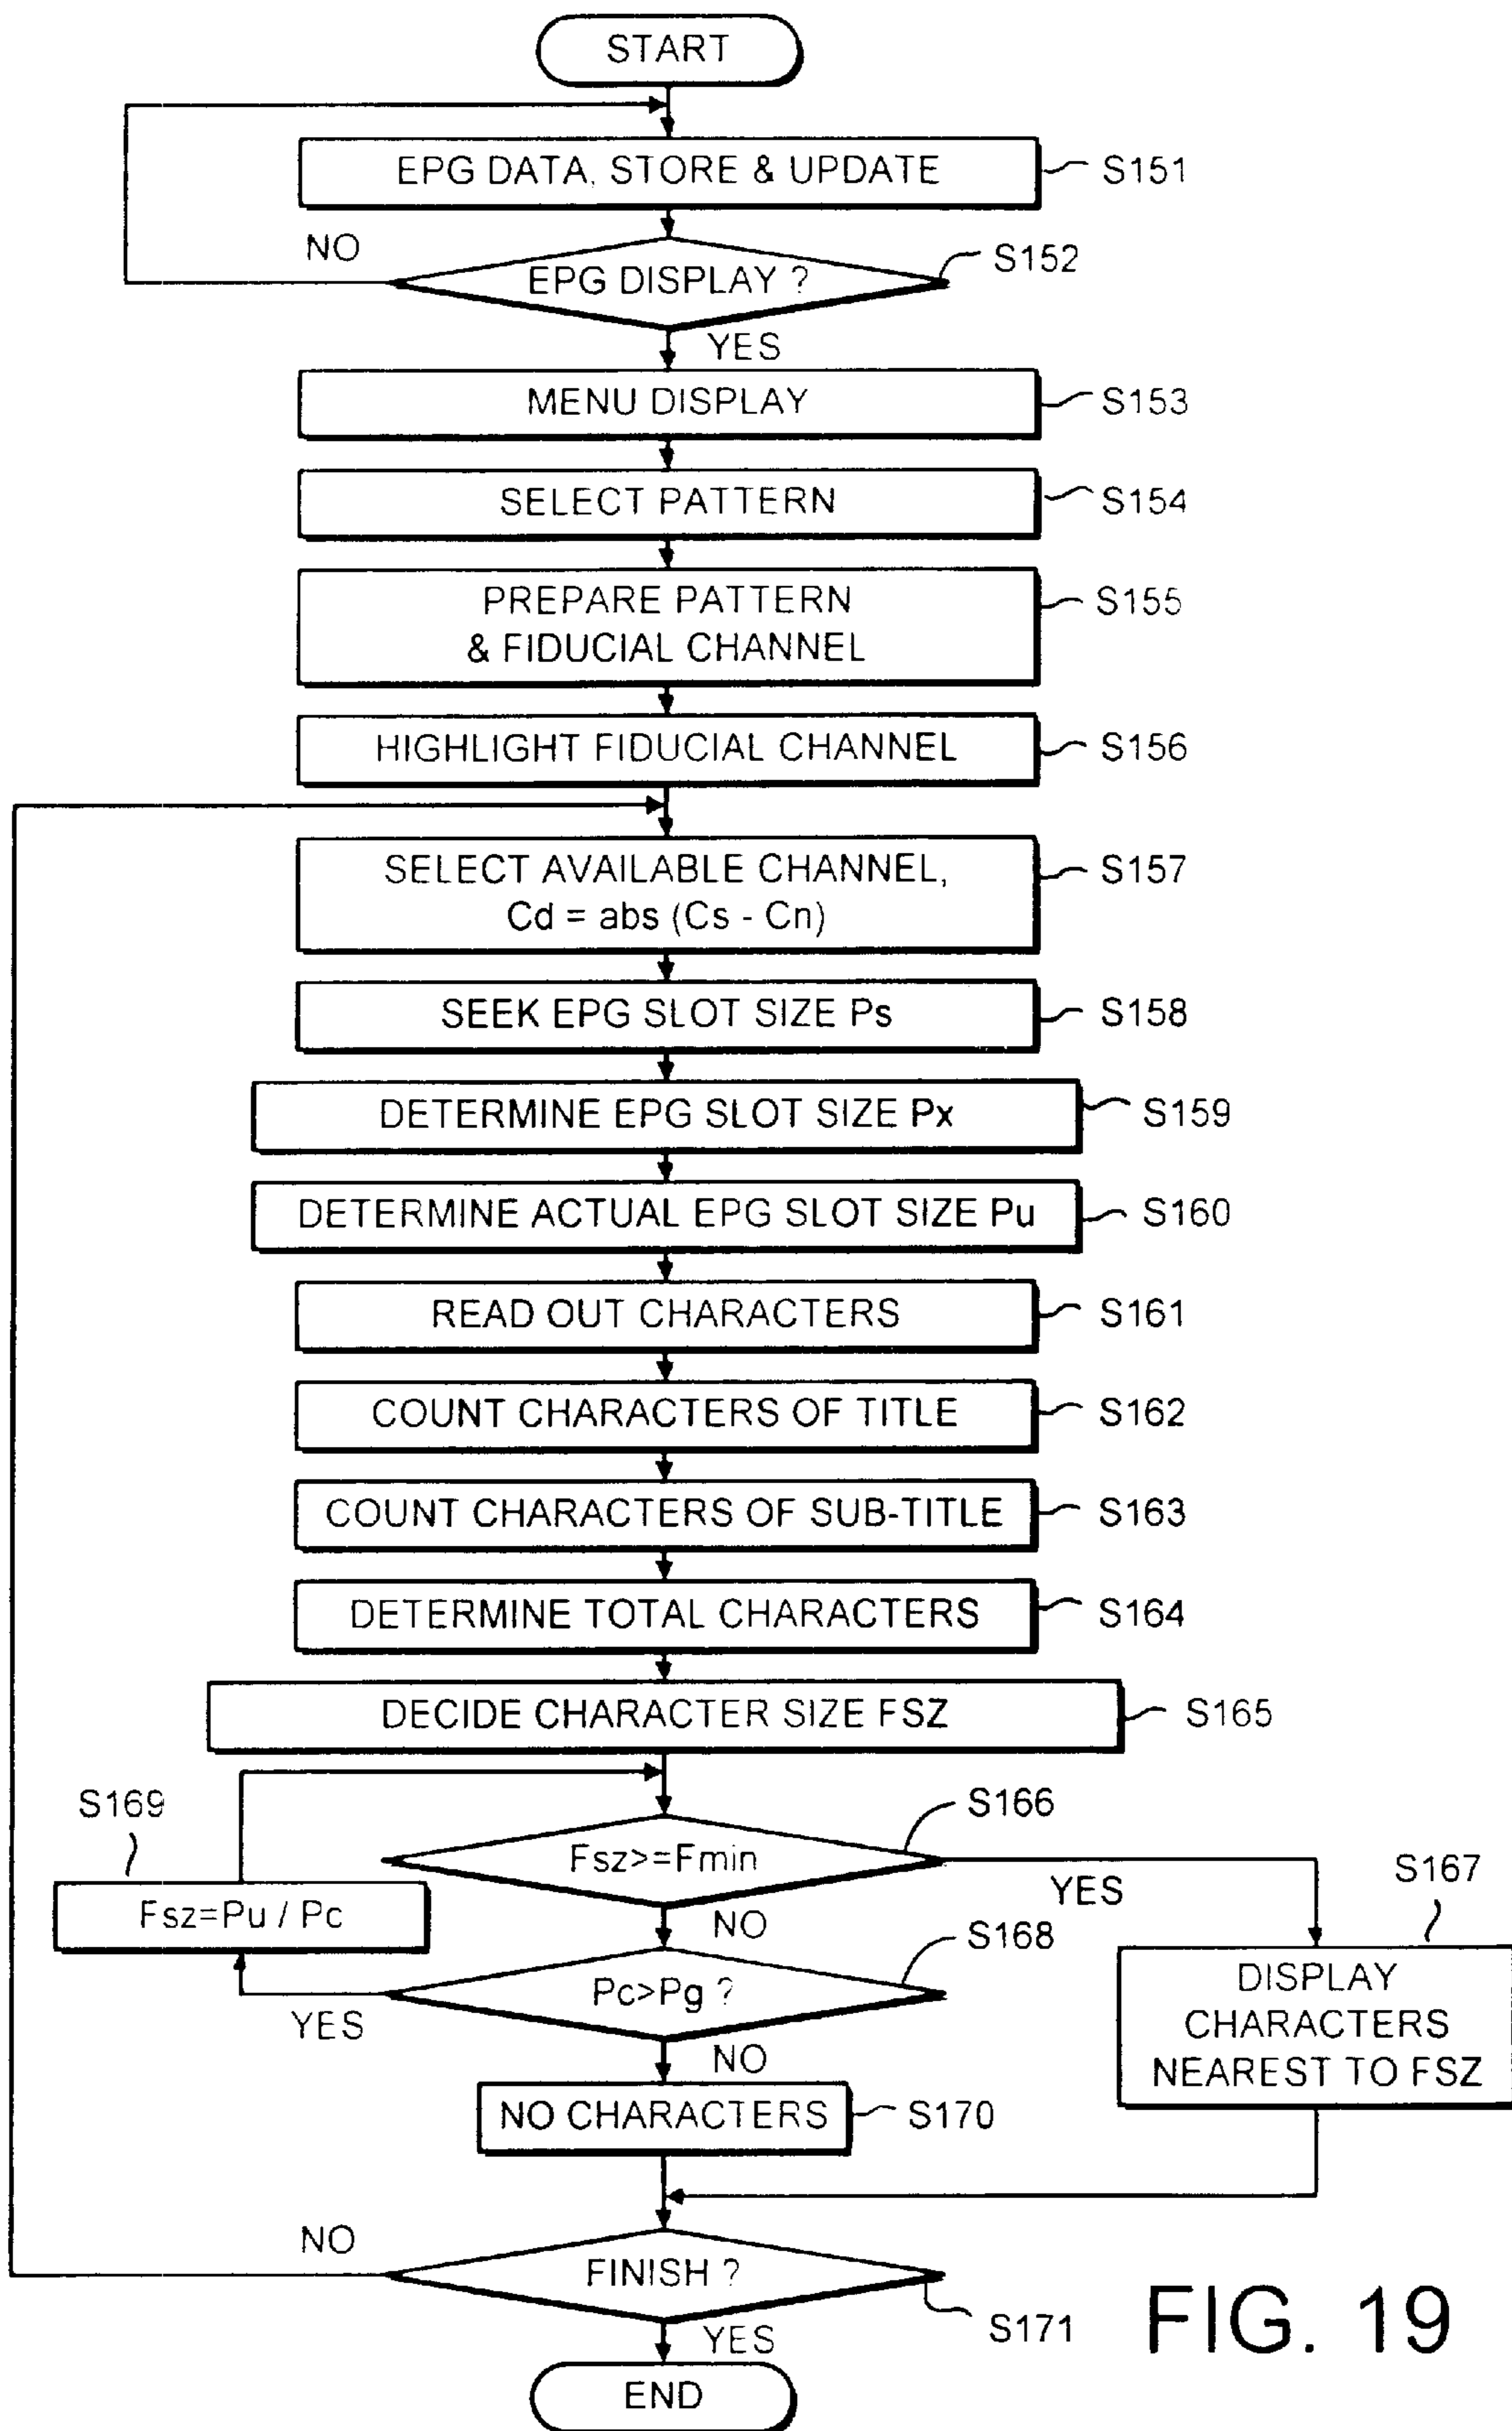 START
EPG DATA, STORE & UPDATE
S151
NO
EPG DISPLAY ?
S152
YES
MENU DISPLAY
S153
SELECT PATTERN
S154
PREPARE PATTERN
& FIDUCIAL CHANNEL
S155
HIGHLIGHT FIDUCIAL CHANNEL
S156
SELECT AVAILABLE CHANNEL,
Cd = abs (Cs - Cn)
S157
SEEK EPG SLOT SIZE Ps
S158
DETERMINE EPG SLOT SIZE Px
S159
DETERMINE ACTUAL EPG SLOT SIZE Pu
S160
READ OUT CHARACTERS
S161
COUNT CHARACTERS OF TITLE
S162
COUNT CHARACTERS OF SUB-TITLE
S163
DETERMINE TOTAL CHARACTERS
S164
DECIDE CHARACTER SIZE FSZ
S165
S169
Fsz=Pu / Pc
Fsz>=Fmin
S166
YES
S167
DISPLAY
CHARACTERS
NEAREST TO FSZ
NO
Pc>Pg ?
S168
YES
NO
NO CHARACTERS
S170
NO
FINISH ?
S171
YES
END
FIG. 19